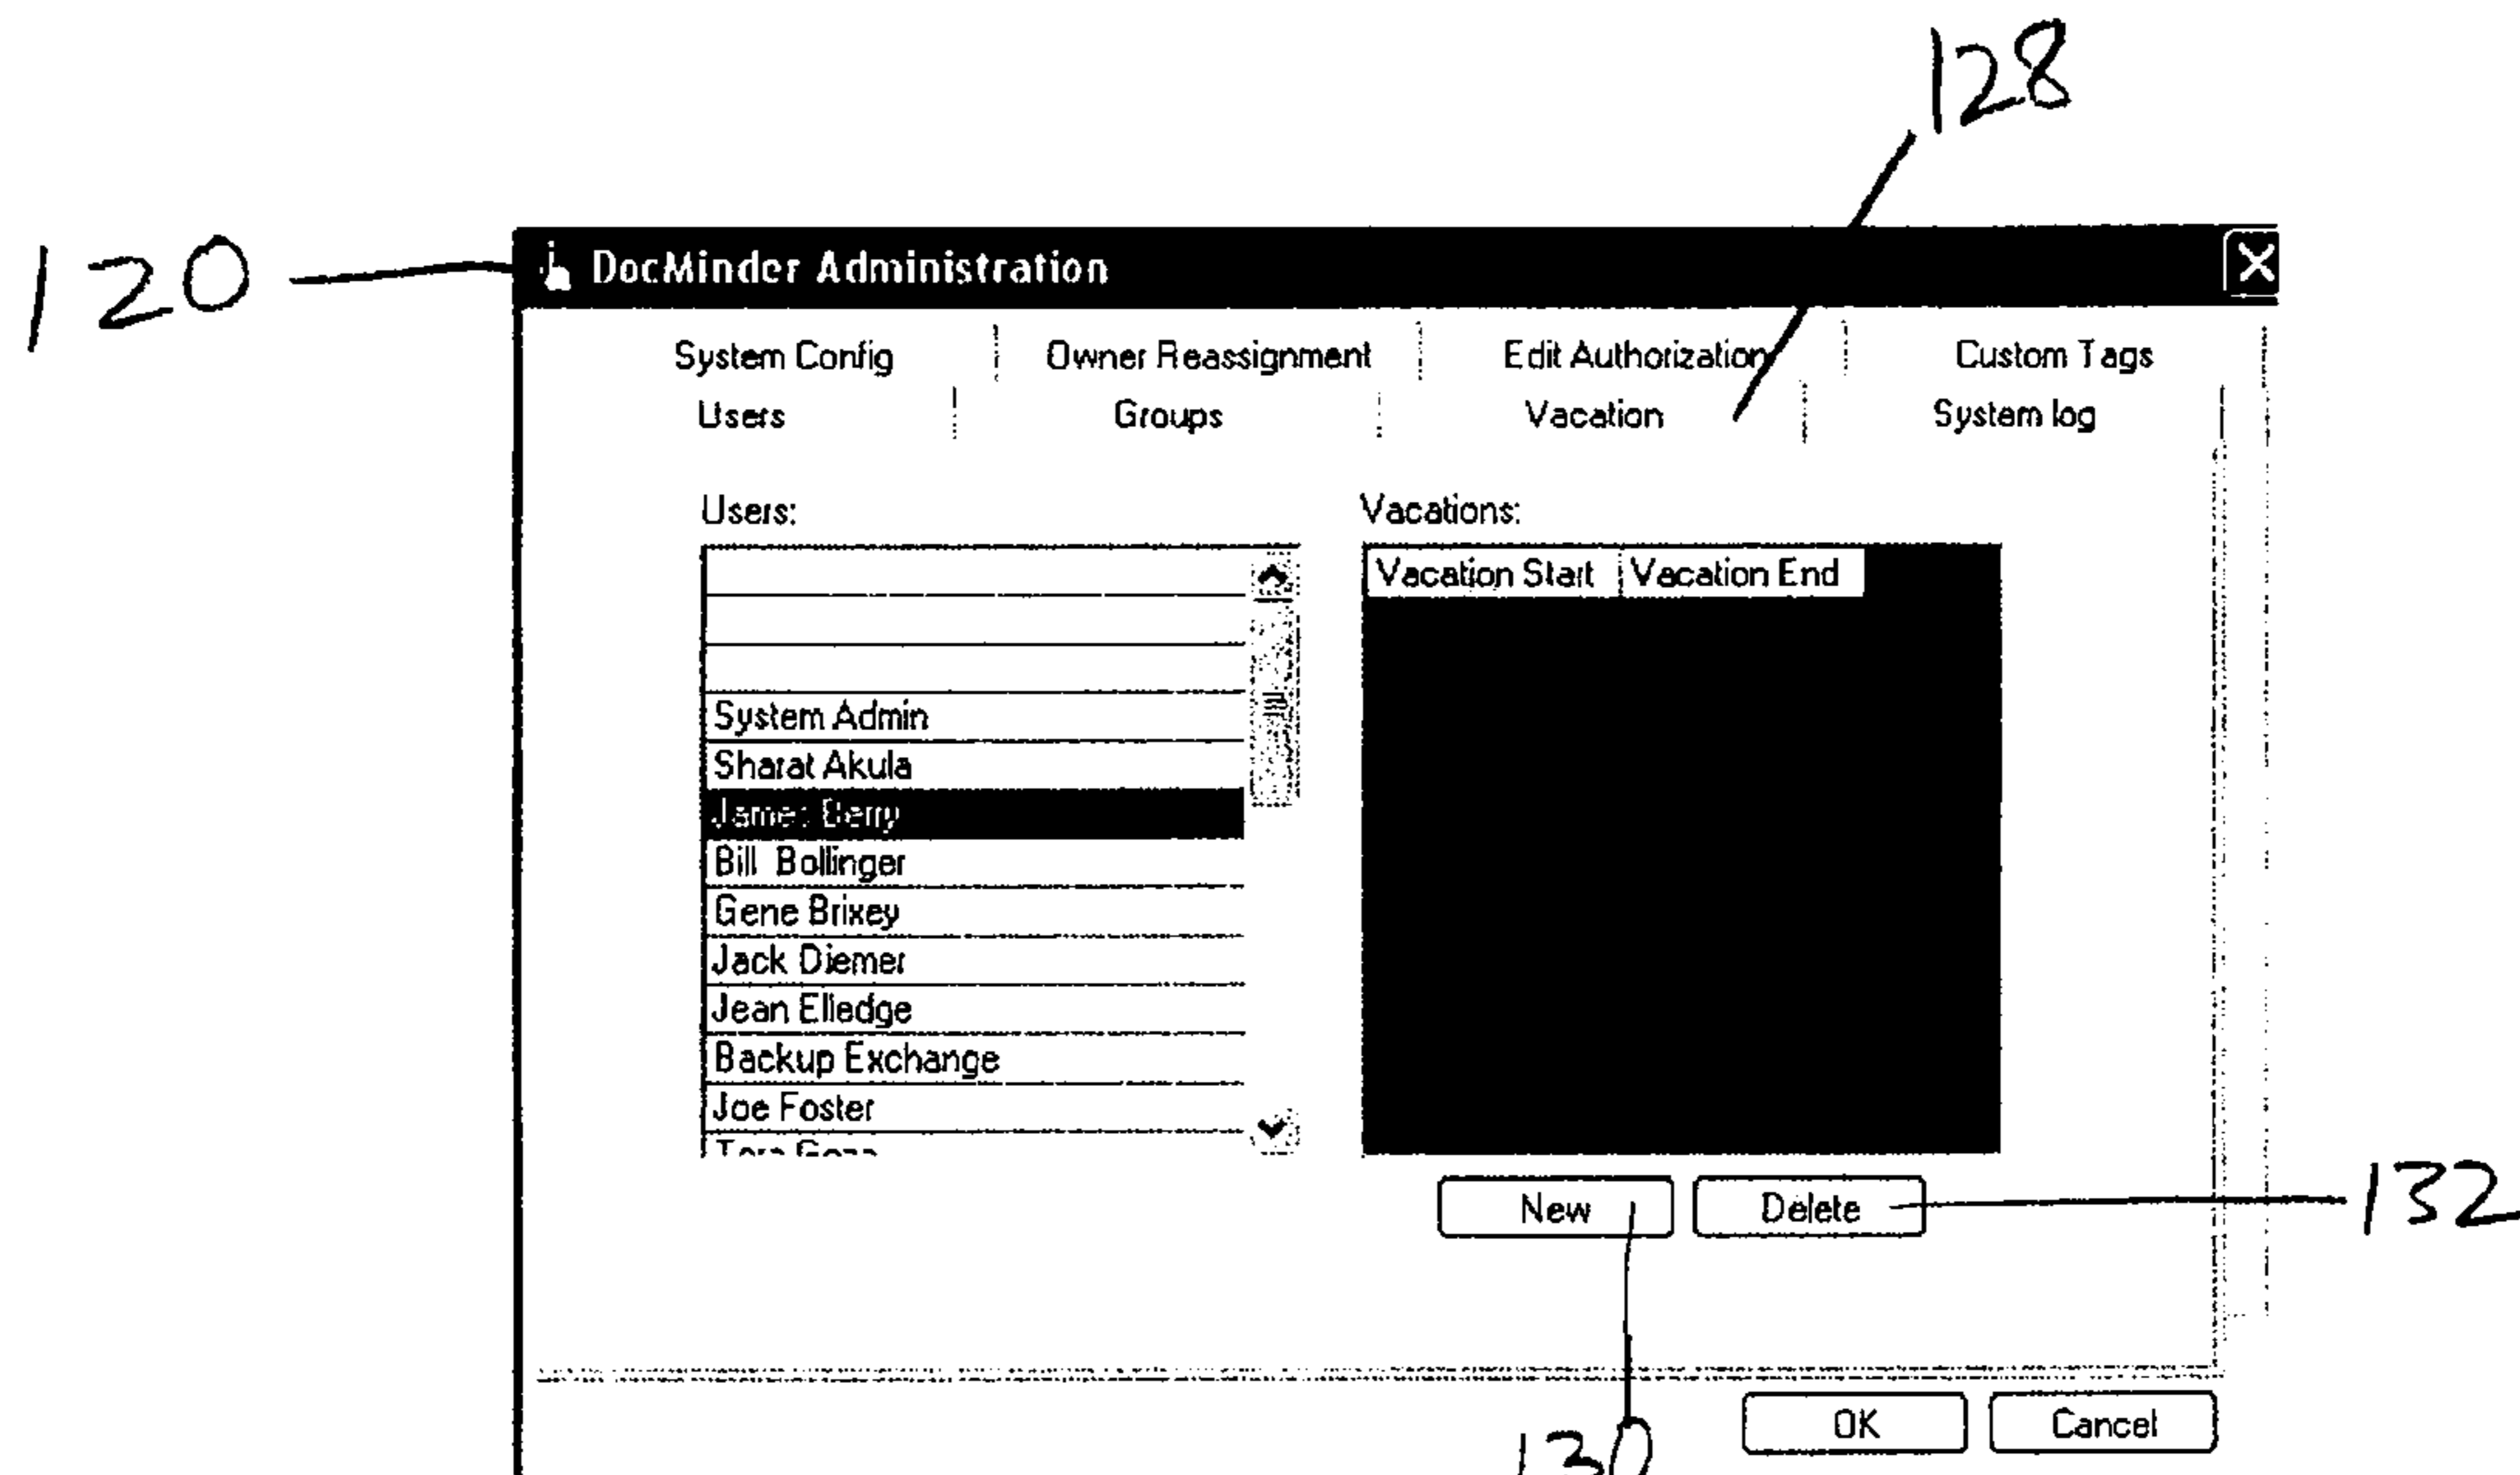 128
120
DocMinder Administration
System Config Owner Reassignment Edit Authorization Custom Tags
Users Groups Vacation System log
Users: Vacations:
Vacation Start Vacation End
System Admin
Sharat Akula
James Berry
Bill Bollinger
Gene Brixey
Jack Diemer
Jean Elledge
Backup Exchange
Joe Foster
New Delete 132
OK Cancel
130